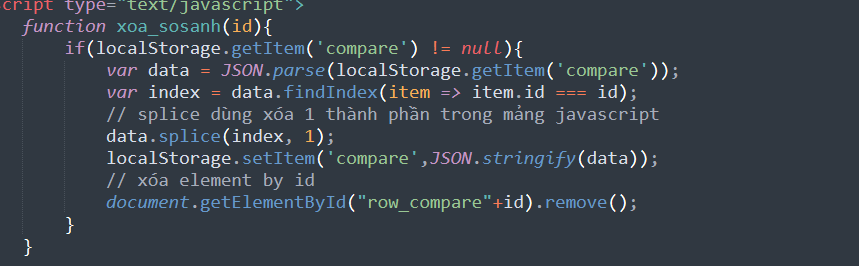 cript type="text/javascript">
function xoa_sosanh(id){
if(localStorage.getItem('compare') != null){
var data = JSON.parse(localStorage.getItem('compare'));
var index = data.findIndex(item => item.id === id);
// splice dùng xóa 1 thành phần trong mảng javascript
data.splice(index, 1);
localStorage.setItem('compare',JSON.stringify(data));
// xóa element by id
document.getElementById("row_compare"+id).remove();
}
}